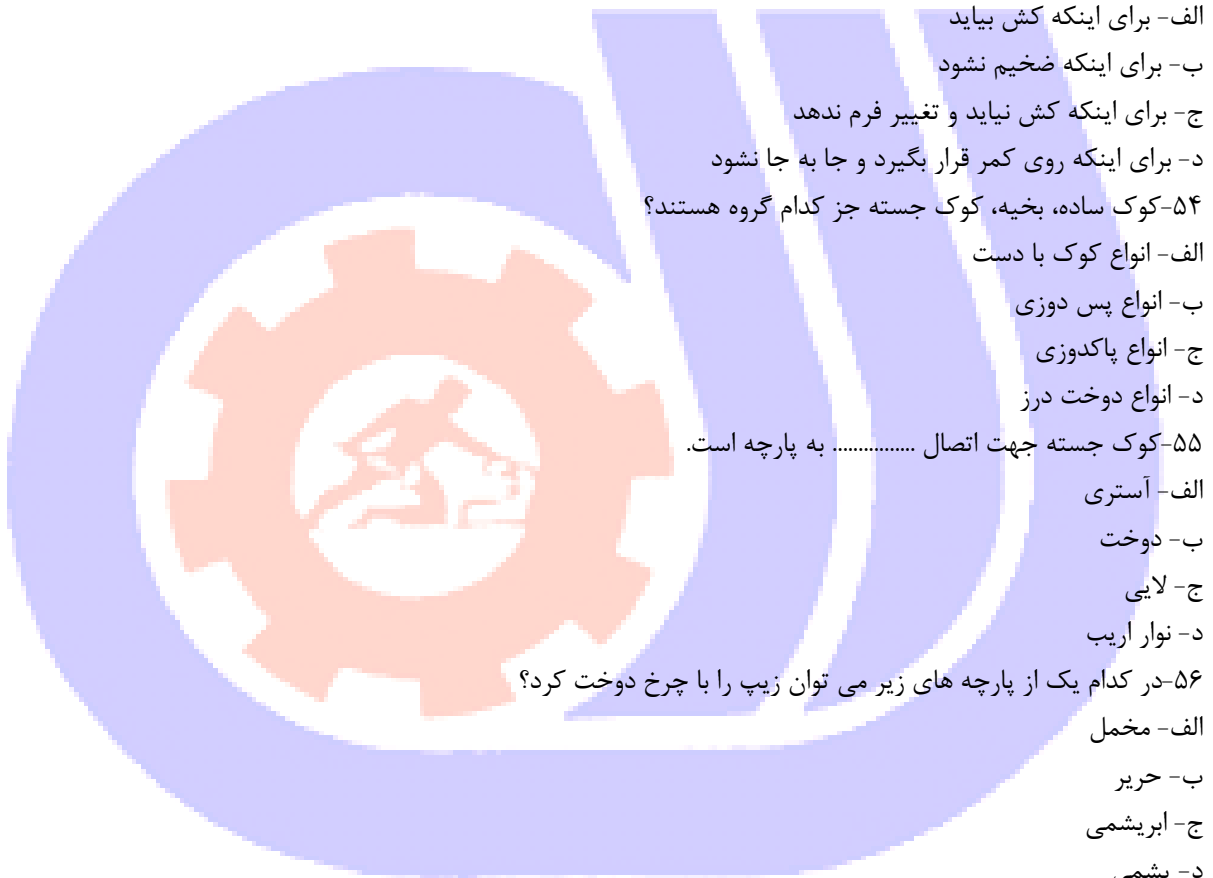 الف- برای اینکه کش بیاید
ب- برای اینکه ضخیم نشود
ج- برای اینکه کش نیاید و تغییر فرم ندهد
د- برای اینکه روی کمر قرار بگیرد و جا به جا نشود
۵۴-کوک ساده، بخیه، کوک جسته جز کدام گروه هستند؟
الف- انواع کوک با دست
ب- انواع پس دوزی
ج- انواع پاکدوزی
د- انواع دوخت درز
۵۵-کوک جسته جهت اتصال ................ به پارچه است.
الف- آستری
ب- دوخت
ج- لایی
د- نوار اریب
۵۶-در کدام یک از پارچه های زیر می توان زیپ را با چرخ دوخت کرد؟
الف- مخمل
ب- حریر
ج- ابریشمی
د- پشمی